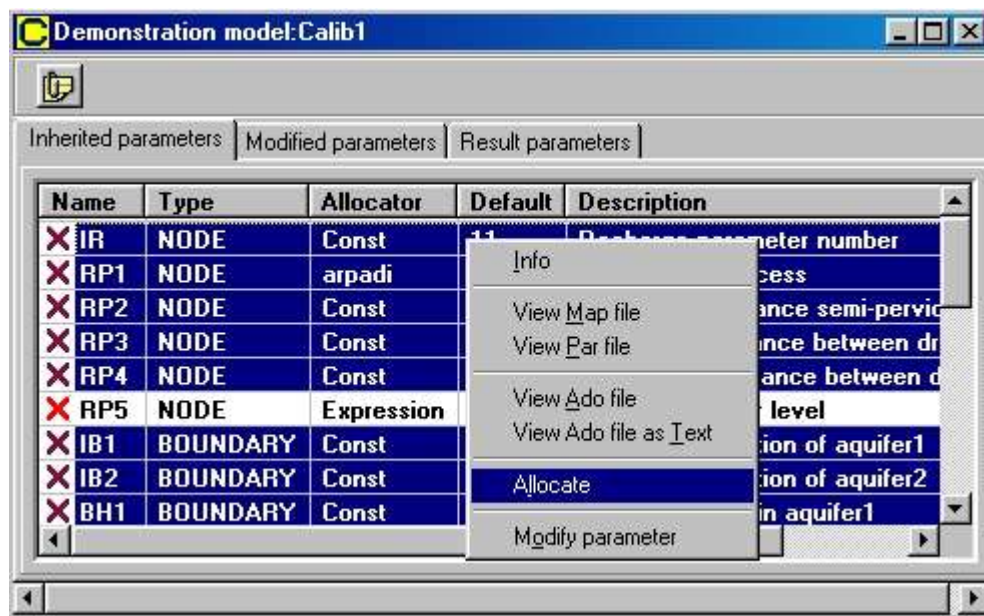 C Demonstration model:Calib1
Inherited parameters Modified parameters Result parameters
Name Type Allocator Default Description
IR NODE Const 11 parameter number
RP1 NODE arpadi cess
RP2 NODE Const ance semi-pervio
RP3 NODE Const nce between dr
RP4 NODE Const ance between d
RP5 NODE Expression level
IB1 BOUNDARY Const tion of aquifer1
IB2 BOUNDARY Const tion of aquifer2
BH1 BOUNDARY Const in aquifer1
Info
View Map file
View Par file
View Ado file
View Ado file as Text
Allocate
Modify parameter